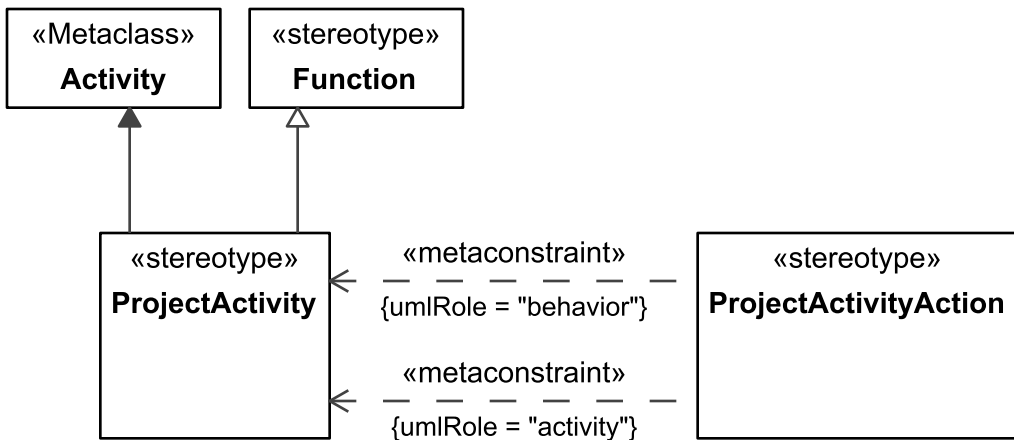 «Metaclass»
Activity
«stereotype»
Function
«stereotype»
ProjectActivity
«metaconstraint»
{umlRole = "behavior"}
«metaconstraint»
{umlRole = "activity"}
«stereotype»
ProjectActivityAction